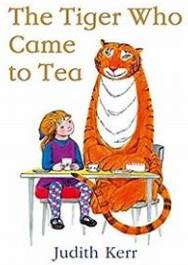 The Tiger Who
Came to Tea
Judith Kerr